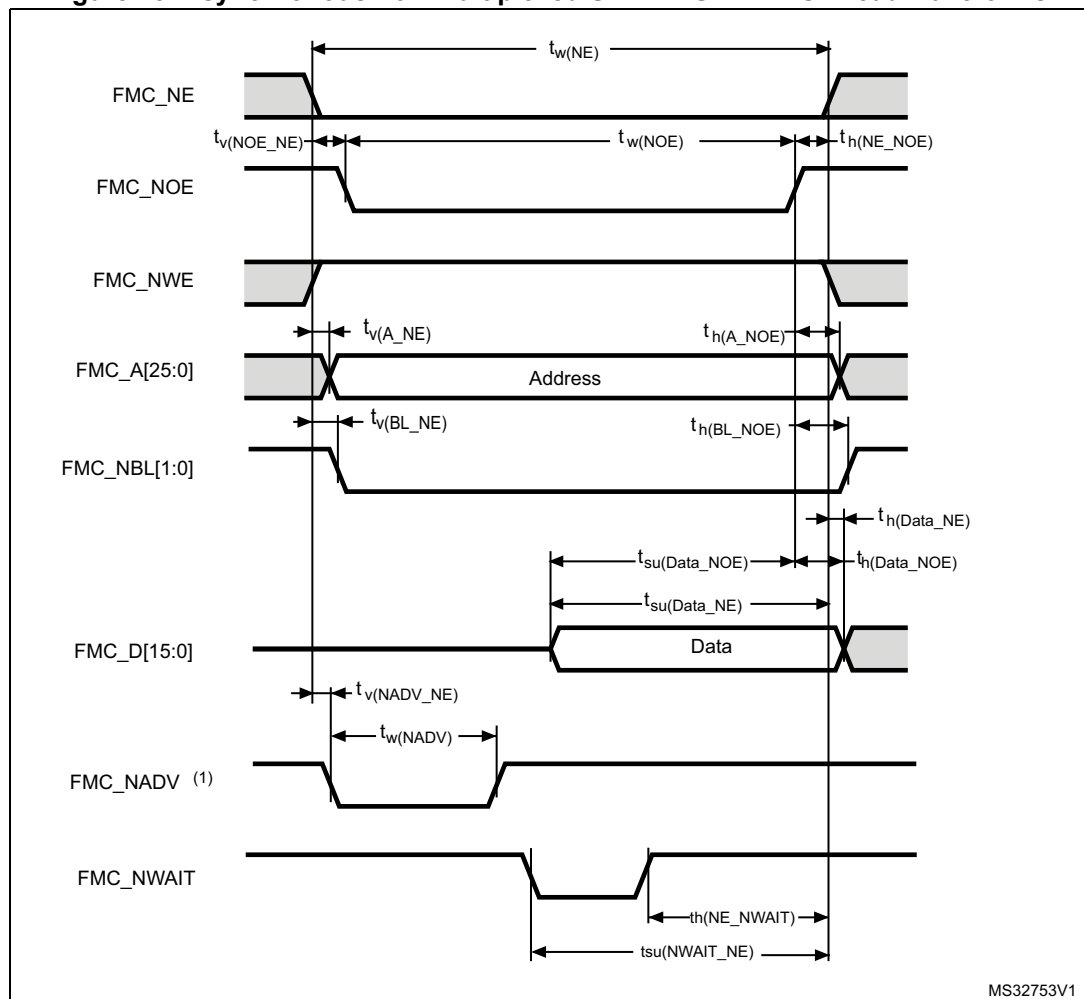 tw(NE)
FMC_NE
tv(NOE_NE)
tw(NOE)
th(NE_NOE)
FMC_NOE
FMC_NWE
tv(A_NE)
th(A_NOE)
FMC_A[25:0]
Address
tv(BL_NE)
th(BL_NOE)
FMC_NBL[1:0]
th(Data_NE)
tsu(Data_NOE)
th(Data_NOE)
tsu(Data_NE)
FMC_D[15:0]
Data
tv(NADV_NE)
tw(NADV)
FMC_NADV (1)
FMC_NWAIT
th(NE_NWAIT)
tsu(NWAIT_NE)
MS32753V1